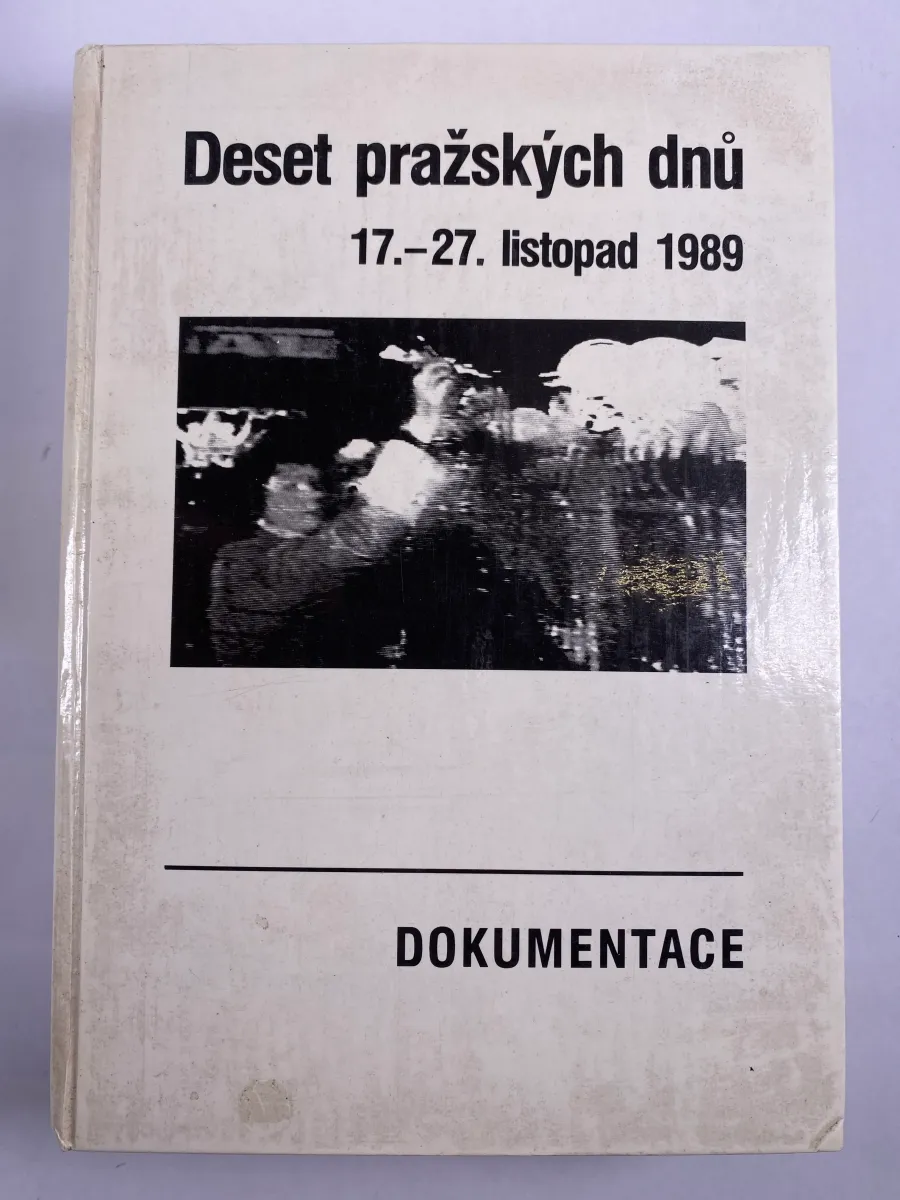 Deset pražských dnů
17.–27. listopad 1989
DOKUMENTACE